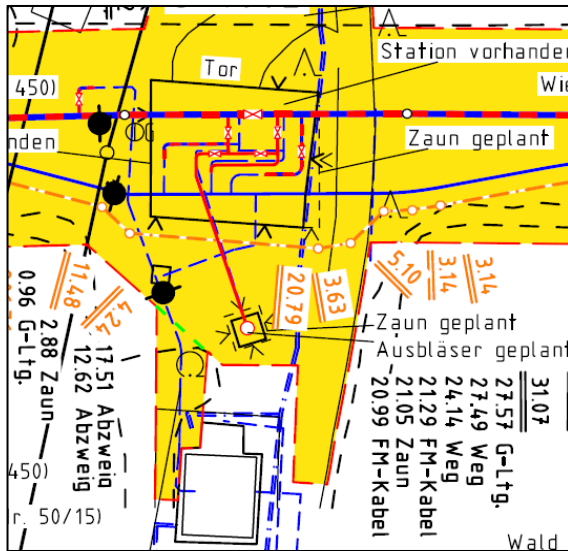 Station vorhanden
Tor
450)
Wie
nden
Zaun geplant
5.10
3.14
3.14
20.79
3.63
11.48
4.24
Zaun geplant
Ausbläser geplant
0.96 G-Ltg.
2.88 Zaun
12.62 Abzweig
17.51 Abzweig
31.07
27.57 G-Ltg.
27.49 Weg
24.14 Weg
21.29 FM-Kabel
21.05 Zaun
20.99 FM-Kabel
450)
lr. 50/15)
Wald